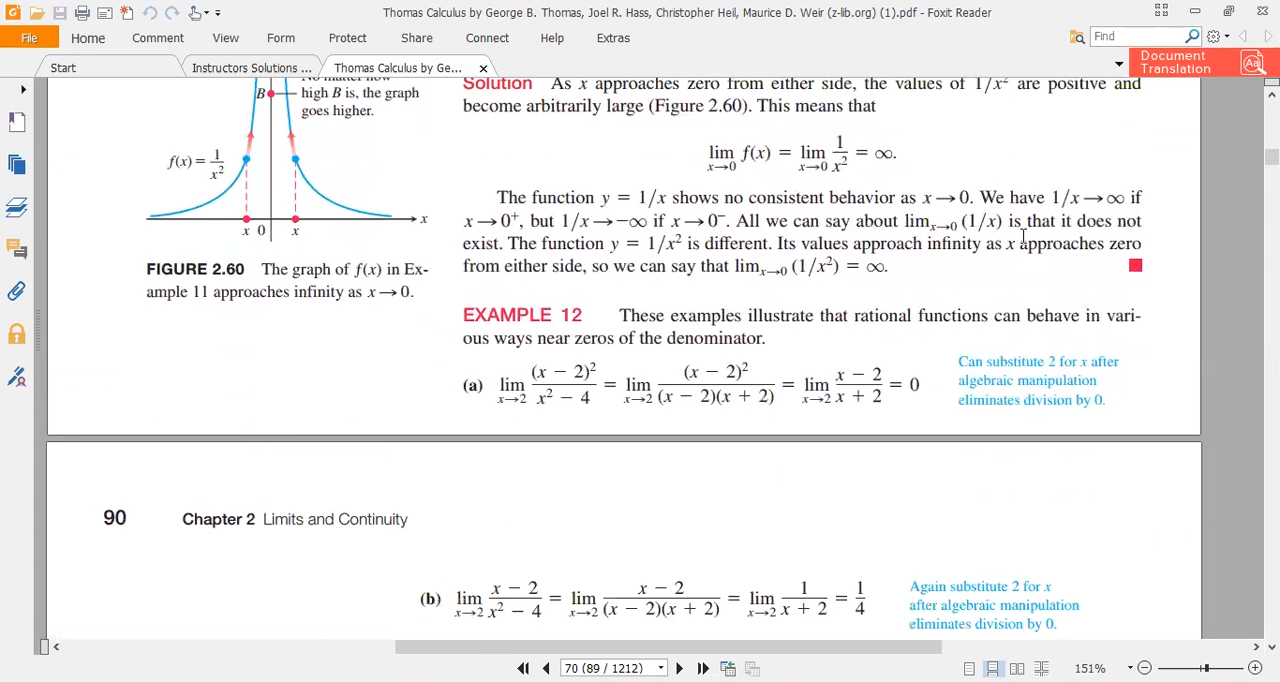 Thomas Calculus by George B. Thomas, Joel R. Hass, Christopher Heil, Maurice D. Weir (z-lib.org) (1).pdf - Foxit Reader
File Home Comment View Form Protect Share Connect Help Extras
Find
Start Instructors Solutions ... Thomas Calculus by Ge...
Document
Translation
Aa
high B is, the graph
goes higher.
B
f(x) = 1/x²
x 0 x
x
FIGURE 2.60 The graph of f(x) in Ex-
ample 11 approaches infinity as x → 0.
Solution As x approaches zero from either side, the values of 1/x² are positive and
become arbitrarily large (Figure 2.60). This means that
lim x→0 f(x) = lim x→0 1/x² = ∞.
The function y = 1/x shows no consistent behavior as x → 0. We have 1/x → ∞ if
x → 0⁺, but 1/x → −∞ if x → 0⁻. All we can say about lim x→0 (1/x) is that it does not
exist. The function y = 1/x² is different. Its values approach infinity as x approaches zero
from either side, so we can say that lim x→0 (1/x²) = ∞.
EXAMPLE 12 These examples illustrate that rational functions can behave in vari-
ous ways near zeros of the denominator.
(a) lim x→2 (x − 2)²/(x² − 4) = lim x→2 (x − 2)²/((x − 2)(x + 2)) = lim x→2 (x − 2)/(x + 2) = 0
Can substitute 2 for x after
algebraic manipulation
eliminates division by 0.
90 Chapter 2 Limits and Continuity
(b) lim x→2 (x − 2)/(x² − 4) = lim x→2 (x − 2)/((x − 2)(x + 2)) = lim x→2 1/(x + 2) = 1/4
Again substitute 2 for x
after algebraic manipulation
eliminates division by 0.
70 (89 / 1212)
151%